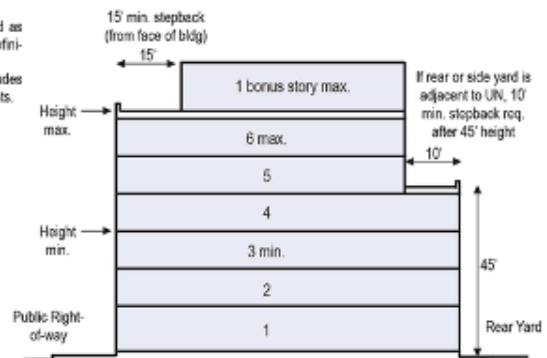 d as
efini-
udes
ts.
15' min. stepback
(from face of bldg)
15'
1 bonus story max.
If rear or side yard is
adjacent to UN, 10'
min. stepback req.
after 45' height
10'
Height
max.
6 max.
5
4
Height
min.
3 min.
2
1
45'
Public Right-
of-way
Rear Yard